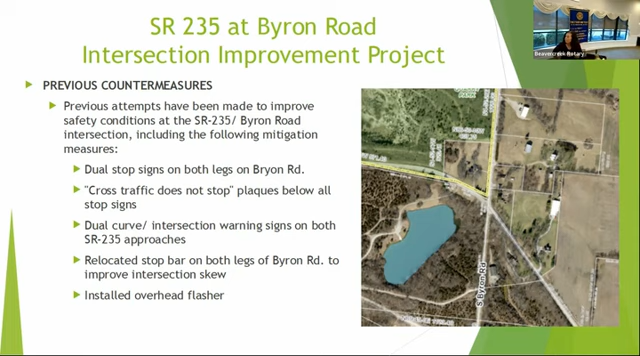 SR 235 at Byron Road
Intersection Improvement Project
PREVIOUS COUNTERMEASURES
Previous attempts have been made to improve
safety conditions at the SR-235/ Byron Road
intersection, including the following mitigation
measures:
Dual stop signs on both legs on Bryon Rd.
"Cross traffic does not stop" plaques below all
stop signs
Dual curve/ intersection warning signs on both
SR-235 approaches
Relocated stop bar on both legs of Byron Rd. to
improve intersection skew
Installed overhead flasher
S Byron Rd
Beavercreek Rotary